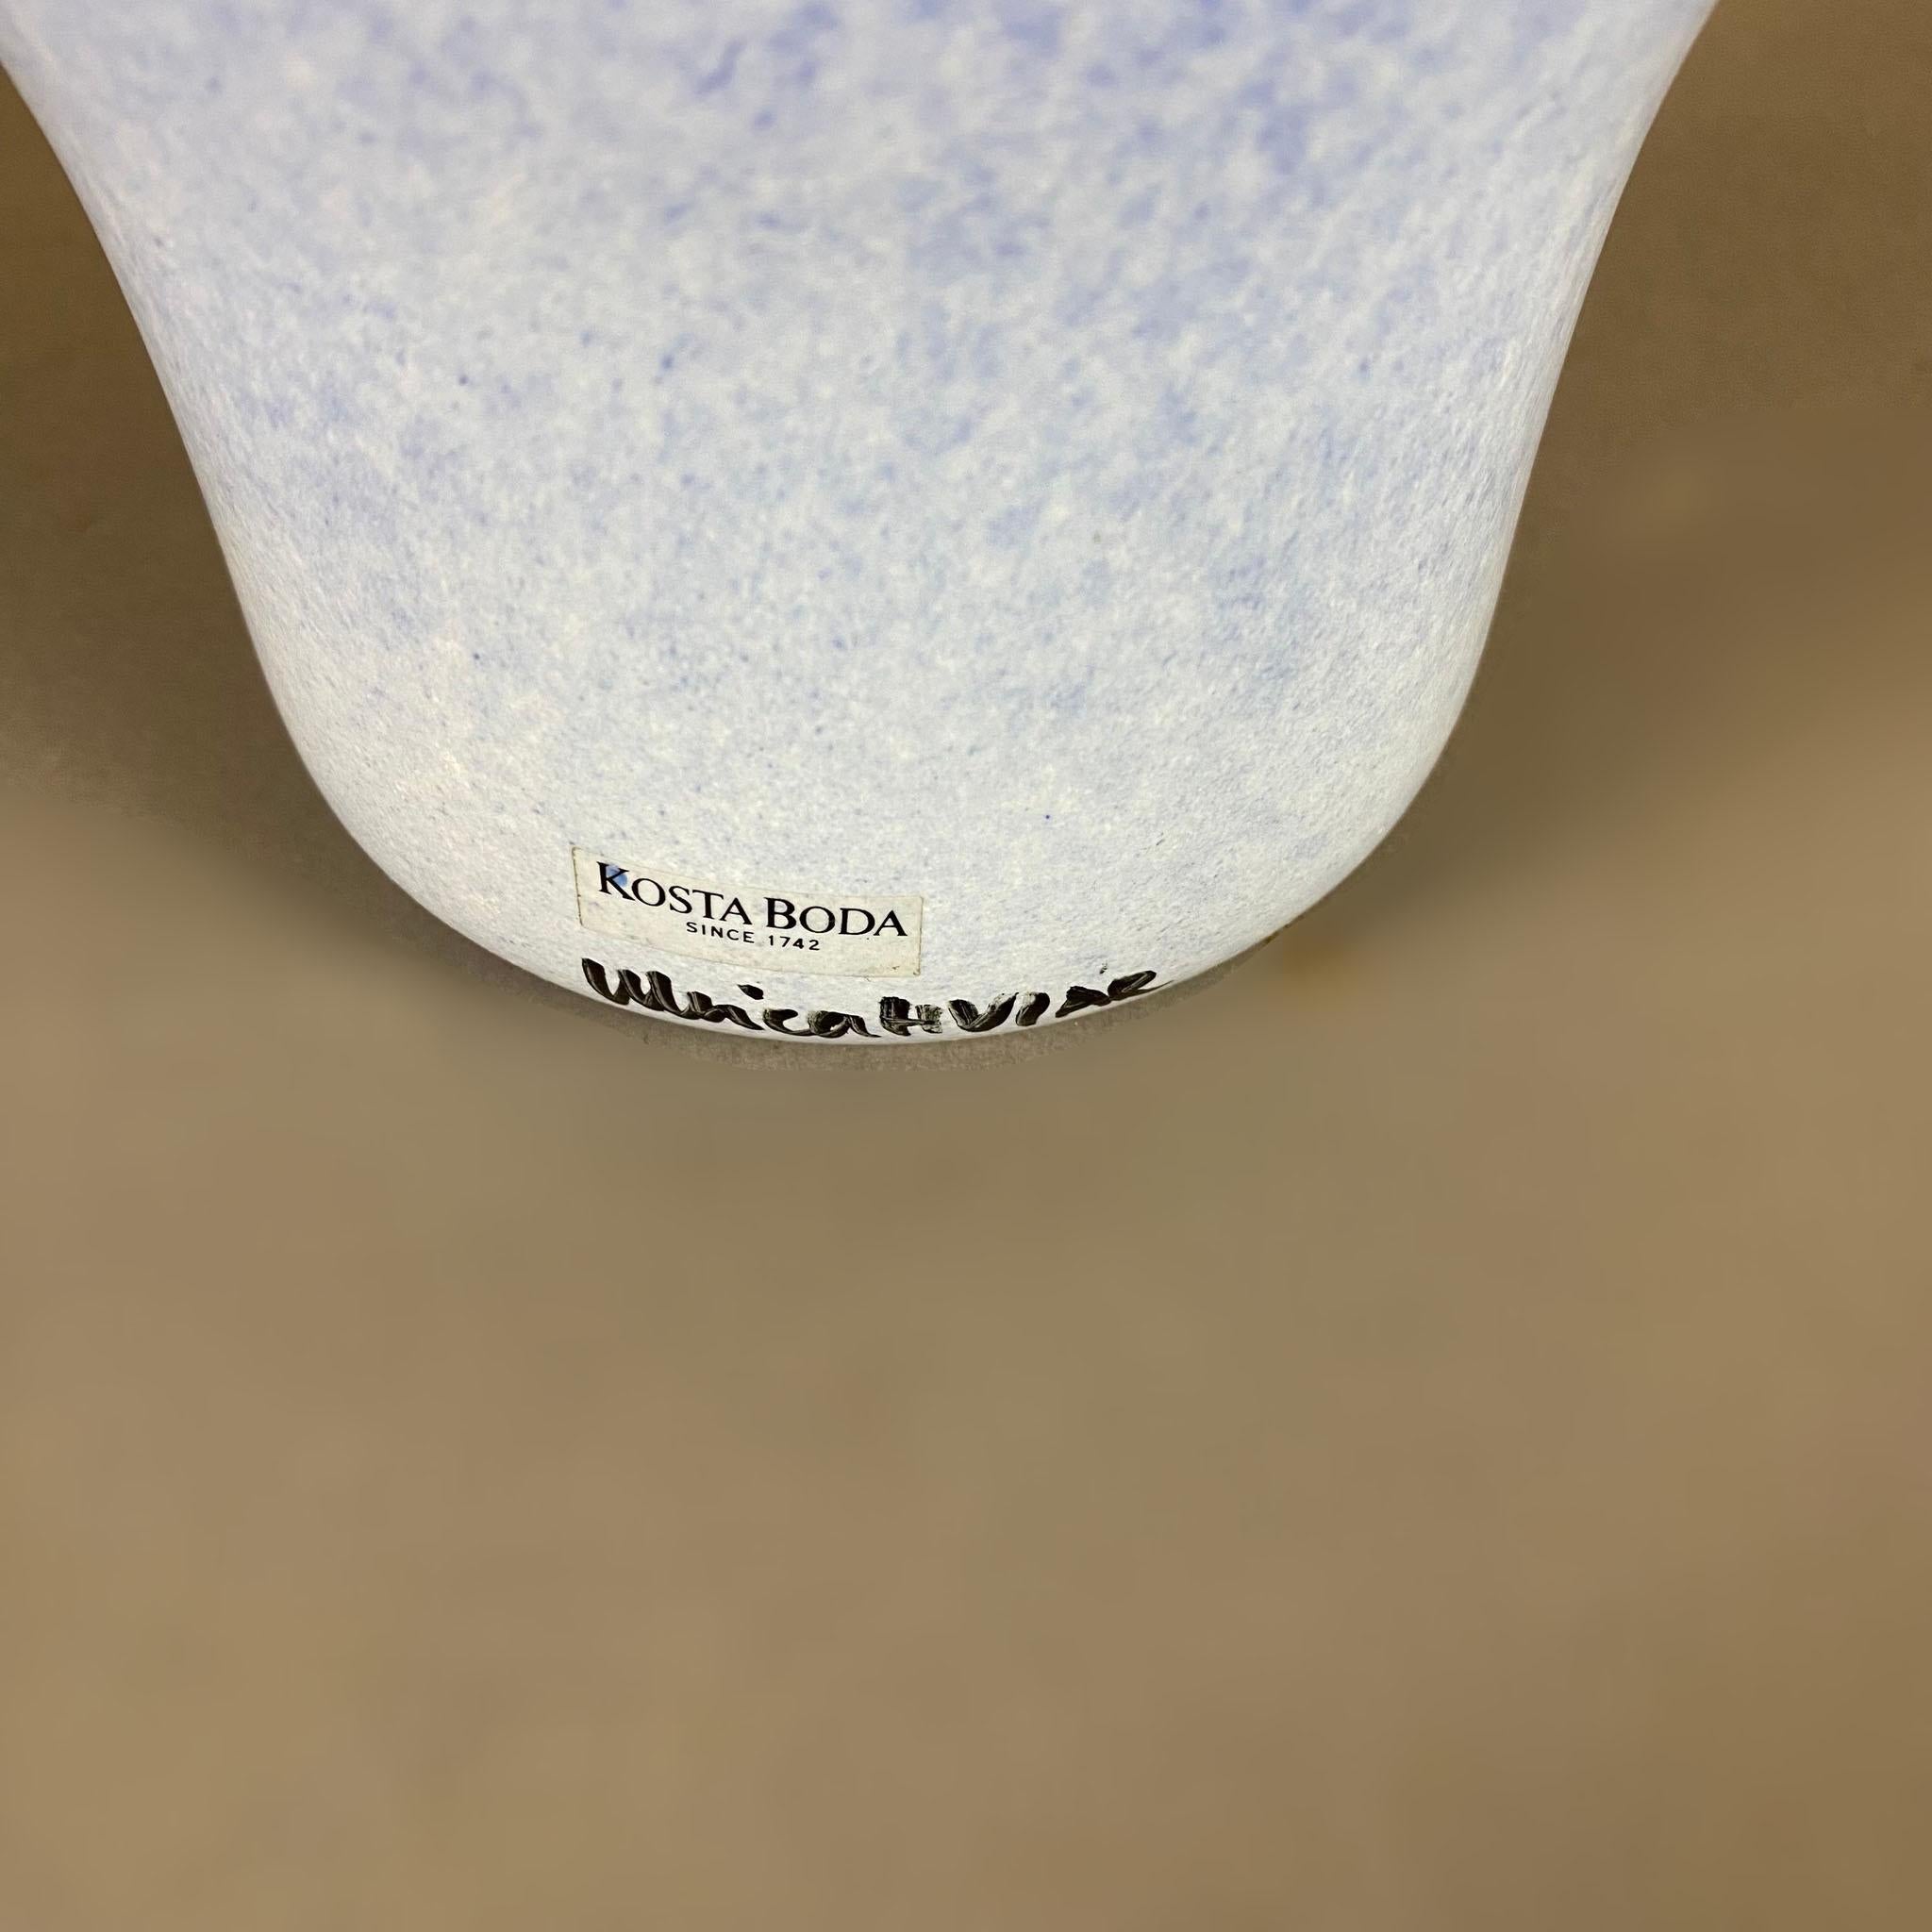 KOSTA BODA
SINCE 1742
Ulrica HV